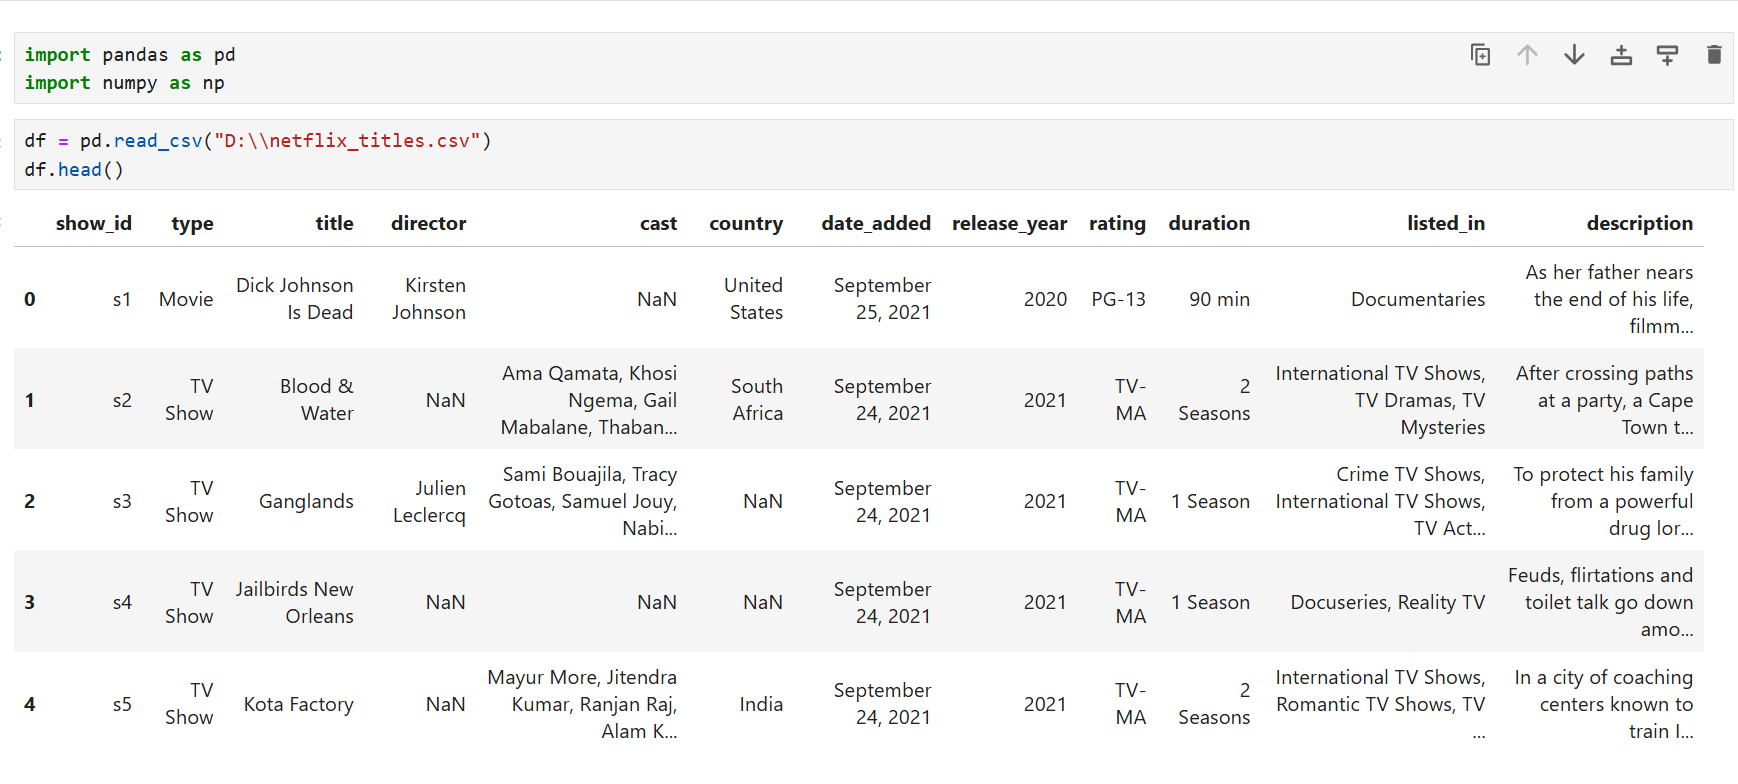 import pandas as pd
import numpy as np
df = pd.read_csv("D:\\netflix_titles.csv")
df.head()
show_id type title director cast country date_added release_year rating duration listed_in description
0 s1 Movie Dick Johnson Is Dead Kirsten Johnson NaN United States September 25, 2021 2020 PG-13 90 min Documentaries As her father nears the end of his life, filmm...
1 s2 TV Show Blood & Water NaN Ama Qamata, Khosi Ngema, Gail Mabalane, Thaban... South Africa September 24, 2021 2021 TV-MA 2 Seasons International TV Shows, TV Dramas, TV Mysteries After crossing paths at a party, a Cape Town t...
2 s3 TV Show Ganglands Julien Leclercq Sami Bouajila, Tracy Gotoas, Samuel Jouy, Nabi... NaN September 24, 2021 2021 TV-MA 1 Season Crime TV Shows, International TV Shows, TV Act... To protect his family from a powerful drug lor...
3 s4 TV Show Jailbirds New Orleans NaN NaN NaN September 24, 2021 2021 TV-MA 1 Season Docuseries, Reality TV Feuds, flirtations and toilet talk go down amo...
4 s5 TV Show Kota Factory NaN Mayur More, Jitendra Kumar, Ranjan Raj, Alam K... India September 24, 2021 2021 TV-MA 2 Seasons International TV Shows, Romantic TV Shows, TV ... In a city of coaching centers known to train I...